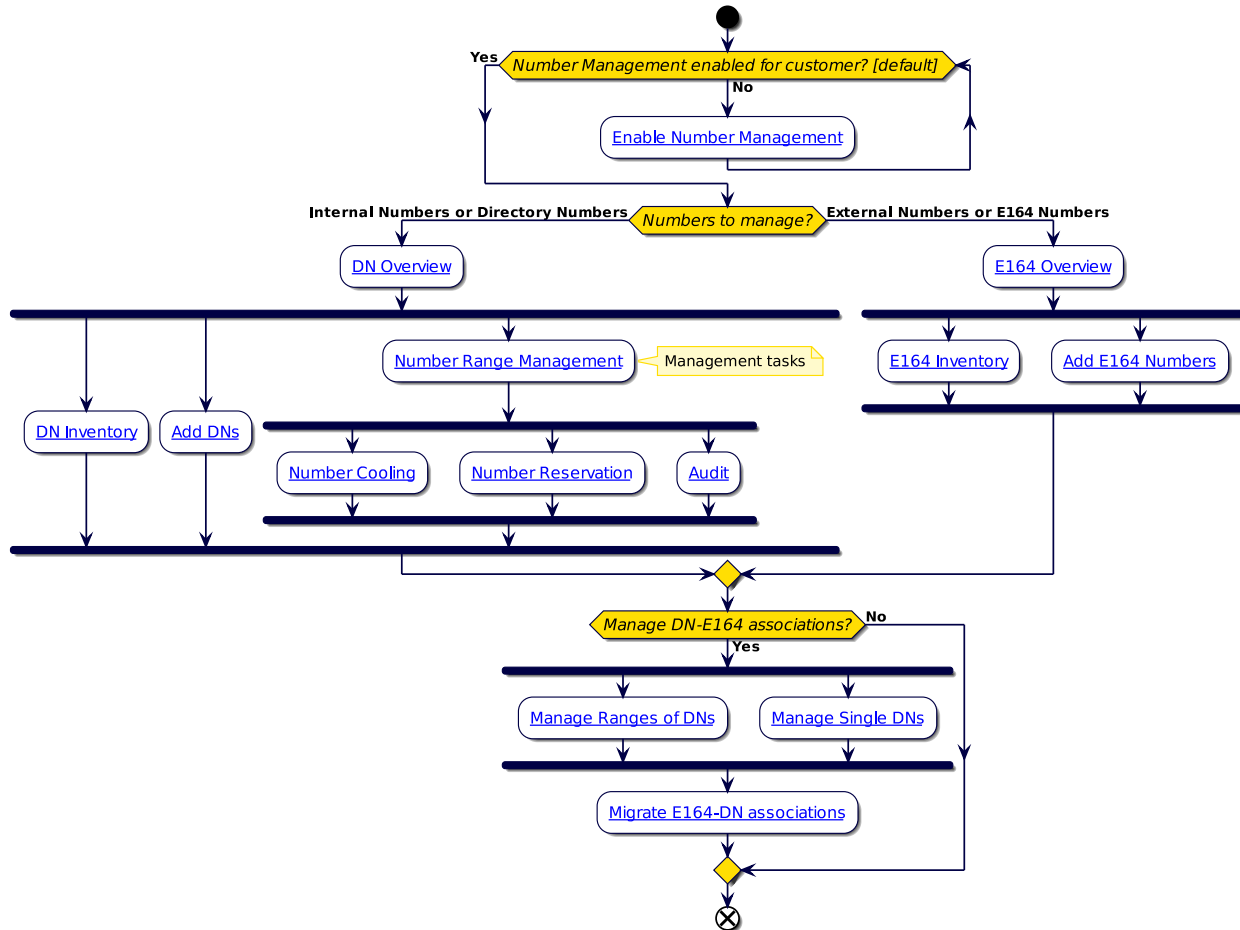 Yes
Number Management enabled for customer? [default]
No
Enable Number Management
Internal Numbers or Directory Numbers
Numbers to manage?
External Numbers or E164 Numbers
DN Overview
E164 Overview
Number Range Management
Management tasks
E164 Inventory
Add E164 Numbers
DN Inventory
Add DNs
Number Cooling
Number Reservation
Audit
Manage DN-E164 associations?
No
Yes
Manage Ranges of DNs
Manage Single DNs
Migrate E164-DN associations